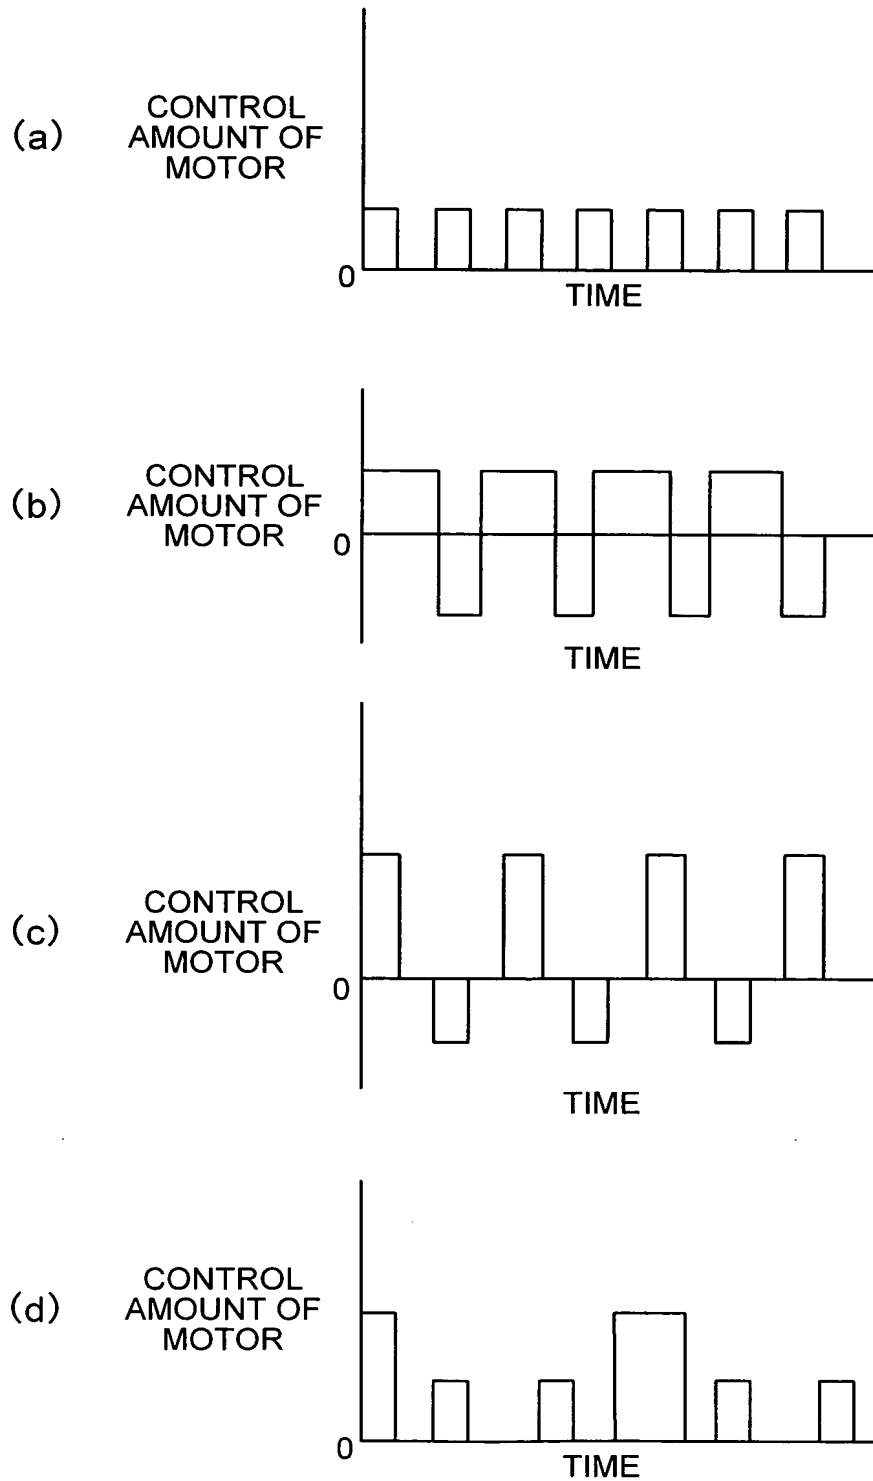 (a)
CONTROL
AMOUNT OF
MOTOR
0
TIME
(b)
CONTROL
AMOUNT OF
MOTOR
0
TIME
(c)
CONTROL
AMOUNT OF
MOTOR
0
TIME
(d)
CONTROL
AMOUNT OF
MOTOR
0
TIME